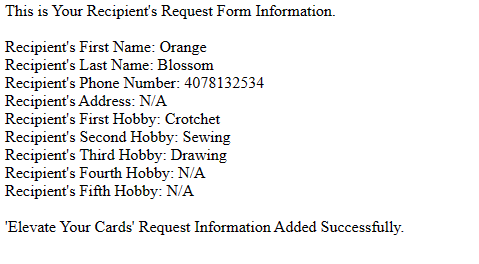 This is Your Recipient's Request Form Information.
Recipient's First Name: Orange
Recipient's Last Name: Blossom
Recipient's Phone Number: 4078132534
Recipient's Address: N/A
Recipient's First Hobby: Crotchet
Recipient's Second Hobby: Sewing
Recipient's Third Hobby: Drawing
Recipient's Fourth Hobby: N/A
Recipient's Fifth Hobby: N/A
'Elevate Your Cards' Request Information Added Successfully.